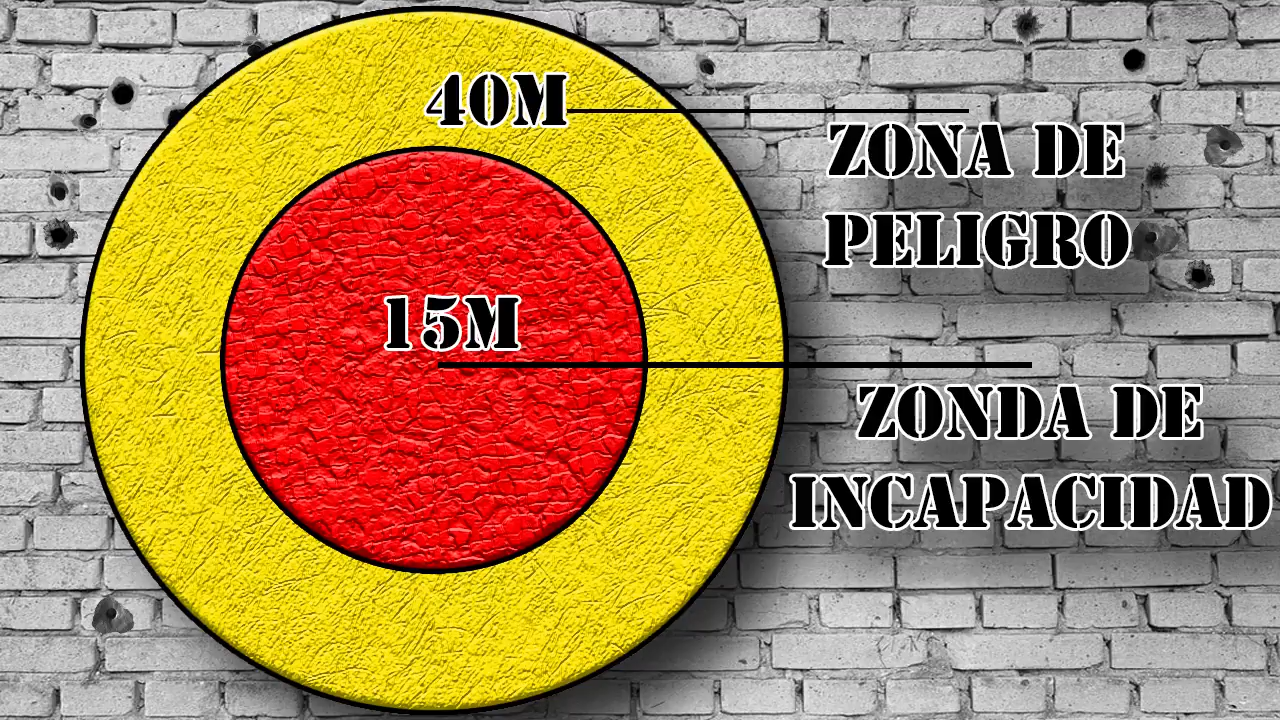 40M
ZONA DE
PELIGRO
15M
ZONDA DE
INCAPACIDAD